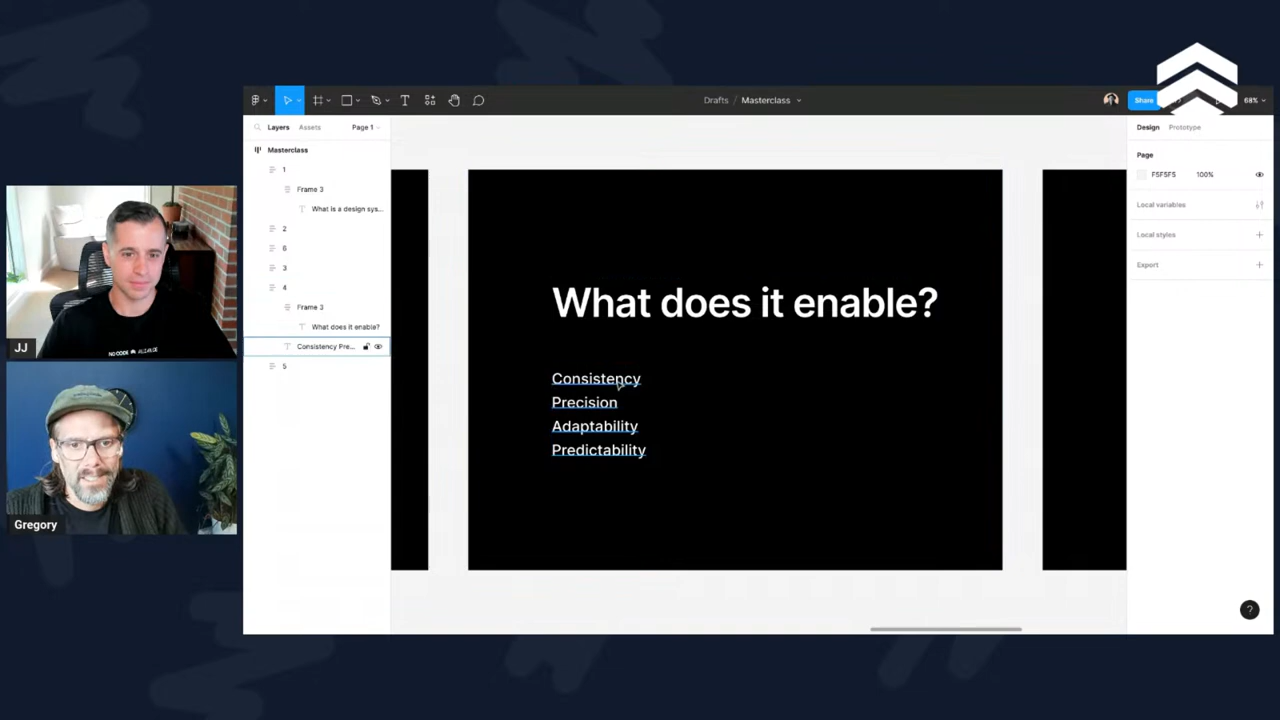 Drafts / Masterclass
Share
68%
Layers
Assets
Page 1
Design
Prototype
Masterclass
1
Frame 3
What is a design sys...
2
6
3
4
Frame 3
What does it enable?
Consistency Pre...
5
Page
F5F5F5
100%
Local variables
Local styles
Export
What does it enable?
Consistency
Precision
Adaptability
Predictability
JJ
Gregory
?